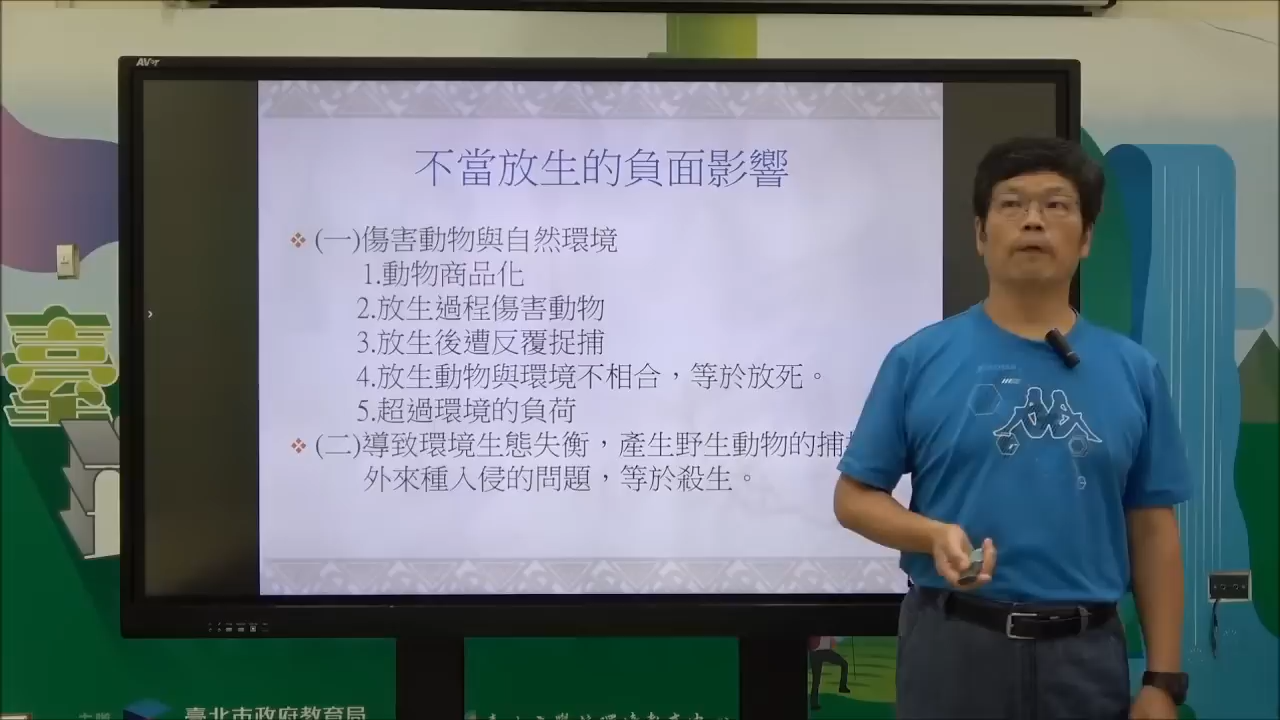 AVer
不當放生的負面影響
(一)傷害動物與自然環境
1.動物商品化
2.放生過程傷害動物
3.放生後遭反覆捉捕
4.放生動物與環境不相合，等於放死。
5.超過環境的負荷
(二)導致環境生態失衡，產生野生動物的捕
外來種入侵的問題，等於殺生。
臺
主辦
臺北市政府教育局